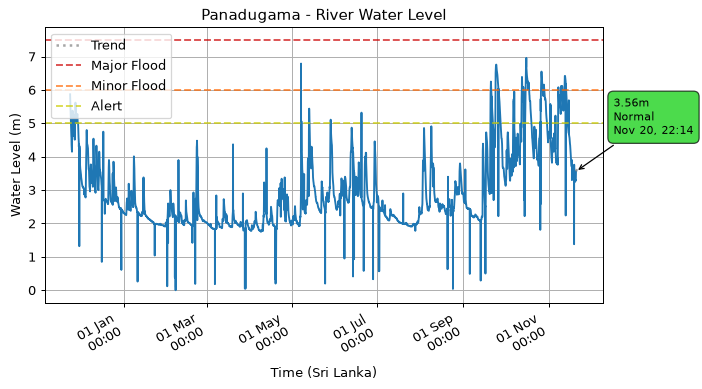 Panadugama - River Water Level
Trend
Major Flood
Minor Flood
Alert
Water Level (m)
7
6
5
4
3
2
1
0
3.56m
Normal
Nov 20, 22:14
01 Jan
00:00
01 Mar
00:00
01 May
00:00
01 Jul
00:00
01 Sep
00:00
01 Nov
00:00
Time (Sri Lanka)